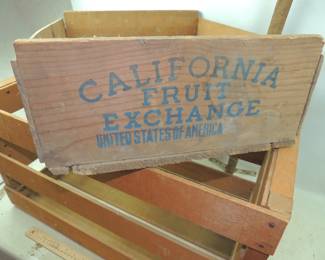 CALIFORNIA
FRUIT
EXCHANGE
UNITED STATES OF AMERICA